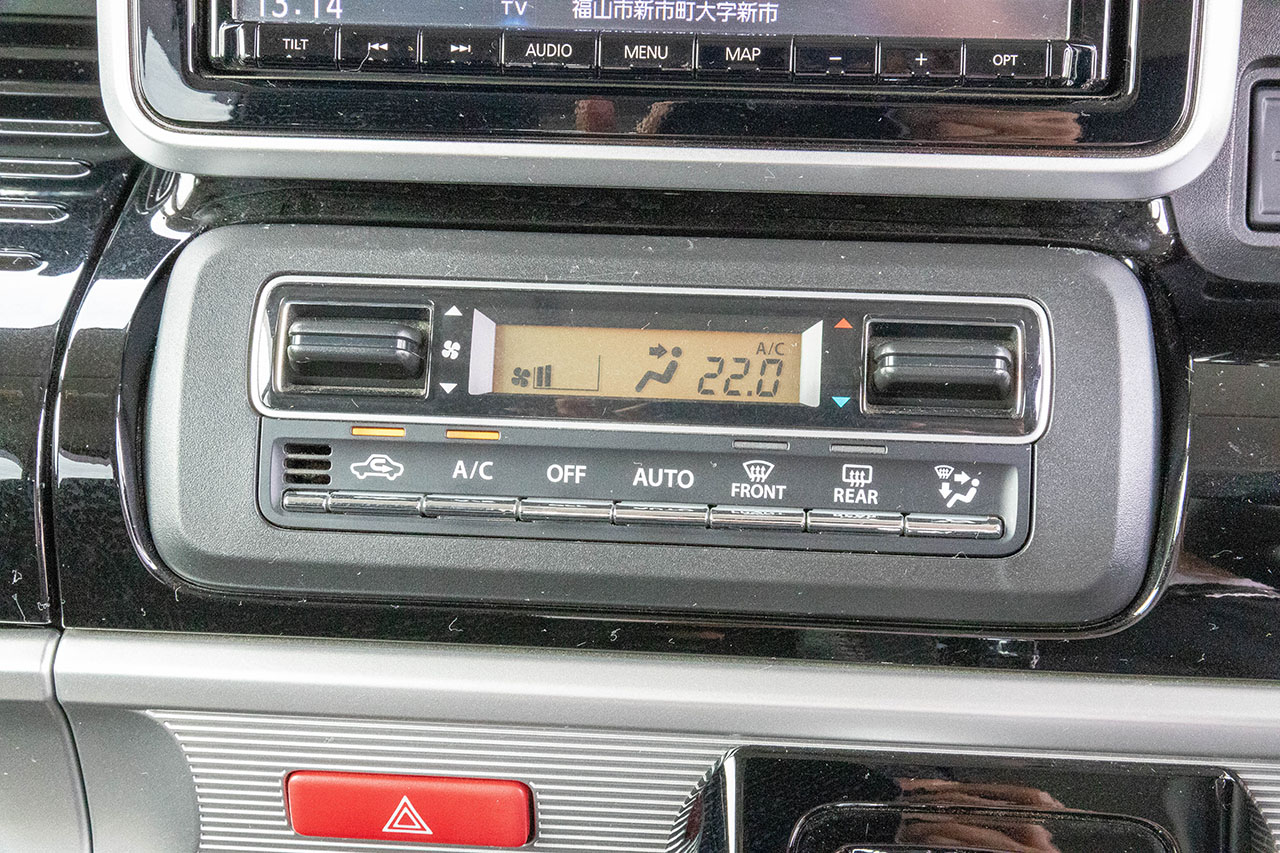 13:14 TV 福山市新市町大字新市
TILT AUDIO MENU MAP − + OPT
A/C
22.0
A/C OFF AUTO FRONT REAR